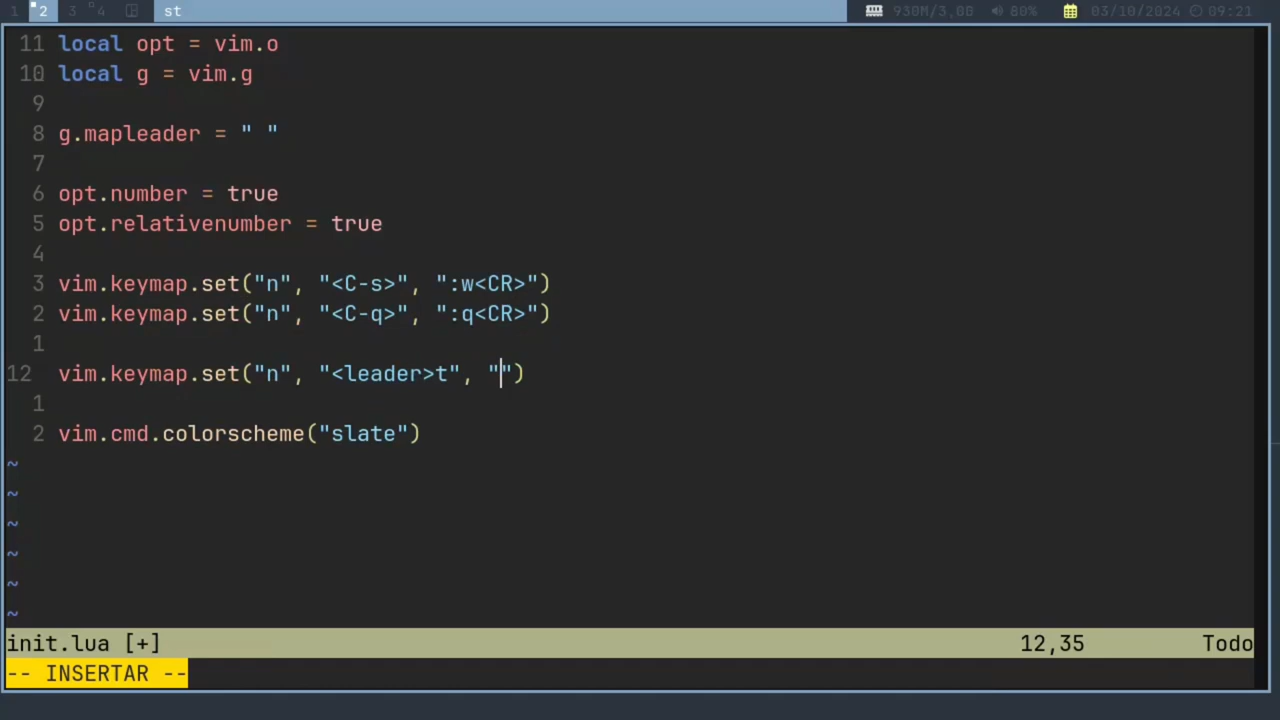 1 2 3 4 st 930M/3,0G 80% 03/10/2024 09:21
11 local opt = vim.o
10 local g = vim.g
9
8 g.mapleader = " "
7
6 opt.number = true
5 opt.relativenumber = true
4
3 vim.keymap.set("n", "<C-s>", ":w<CR>")
2 vim.keymap.set("n", "<C-q>", ":q<CR>")
1
12 vim.keymap.set("n", "<leader>t", "")
1
2 vim.cmd.colorscheme("slate")
~
~
~
~
~
~
init.lua [+] 12,35 Todo
-- INSERTAR --